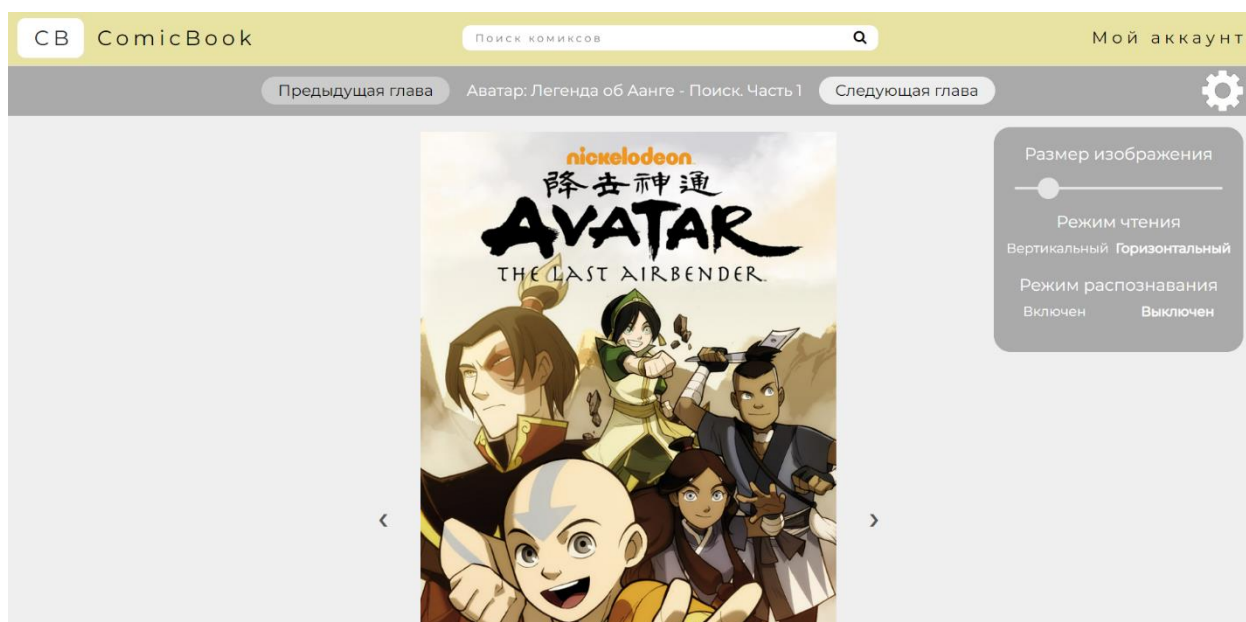 CB ComicBook
Поиск комиксов
Мой аккаунт
Предыдущая глава
Аватар: Легенда об Аанге - Поиск. Часть 1
Следующая глава
nickelodeon
降去神通
AVATAR
THE LAST AIRBENDER
Размер изображения
Режим чтения
Вертикальный Горизонтальный
Режим распознавания
Включен Выключен